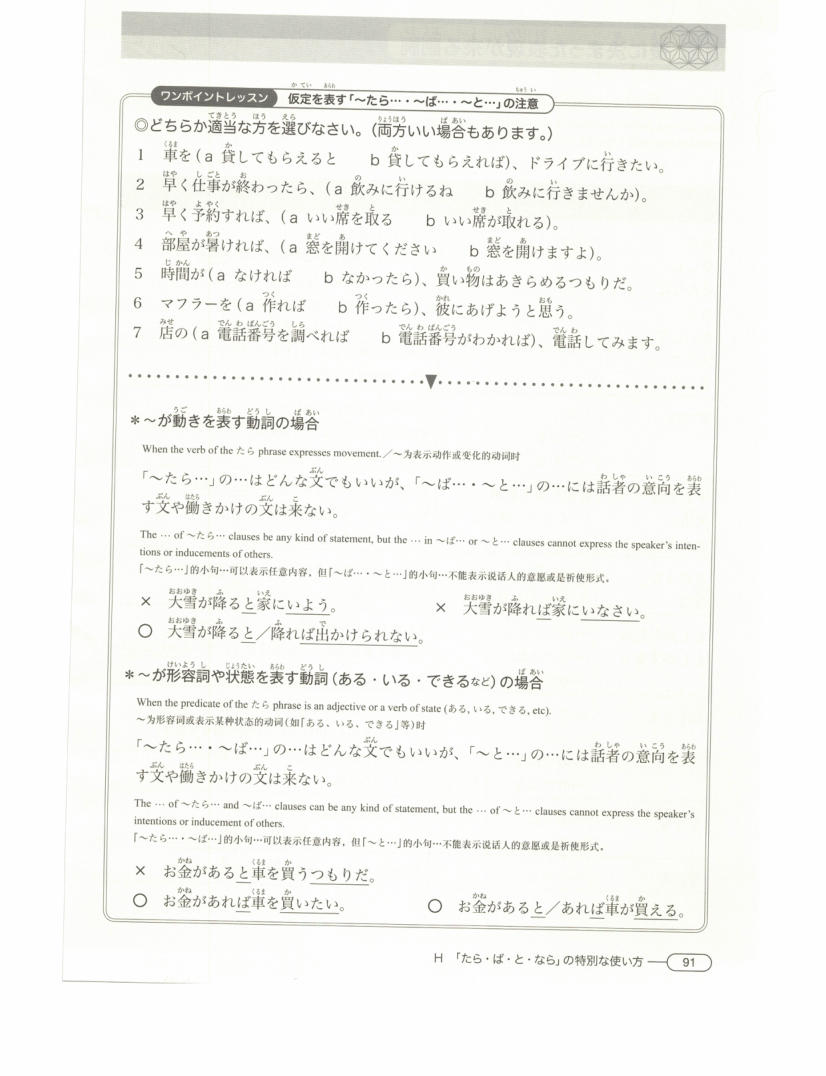 ワンポイントレッスン 仮定を表す「～たら…・～ば…・～と…」の注意
◎どちらか適当な方を選びなさい。（両方いい場合もあります。）
1 車を（a 貸してもらえると b 貸してもらえれば）、ドライブに行きたい。
2 早く仕事が終わったら、（a 飲みに行けるね b 飲みに行きませんか）。
3 早く予約すれば、（a いい席を取る b いい席が取れる）。
4 部屋が暑ければ、（a 窓を開けてください b 窓を開けますよ）。
5 時間が（a なければ b なかったら）、買い物はあきらめるつもりだ。
6 マフラーを（a 作れば b 作ったら）、彼にあげようと思う。
7 店の（a 電話番号を調べれば b 電話番号がわかれば）、電話してみます。
＊～が動きを表す動詞の場合
When the verb of the たら phrase expresses movement.／～为表示动作或变化的动词时
「～たら…」の…はどんな文でもいいが、「～ば…・～と…」の…には話者の意向を表
す文や働きかけの文は来ない。
The … of ～たら… clauses be any kind of statement, but the … in ～ば… or ～と… clauses cannot express the speaker's inten-
tions or inducements of others.
「～たら…」的小句…可以表示任意内容，但「～ば…・～と…」的小句…不能表示说话人的意愿或是祈使形式。
× 大雪が降ると家にいよう。 × 大雪が降れば家にいなさい。
○ 大雪が降ると／降れば出かけられない。
＊～が形容詞や状態を表す動詞（ある・いる・できるなど）の場合
When the predicate of the たら phrase is an adjective or a verb of state (ある, いる, できる, etc).
～为形容词或表示某种状态的动词（如「ある、いる、できる」等）时
「～たら…・～ば…」の…はどんな文でもいいが、「～と…」の…には話者の意向を表
す文や働きかけの文は来ない。
The … of ～たら… and ～ば… clauses can be any kind of statement, but the … of ～と… clauses cannot express the speaker's
intentions or inducement of others.
「～たら…・～ば…」的小句…可以表示任意内容，但「～と…」的小句…不能表示说话人的意愿或是祈使形式。
× お金があると車を買うつもりだ。
○ お金があれば車を買いたい。 ○ お金があると／あれば車が買える。
H 「たら・ば・と・なら」の特別な使い方 91